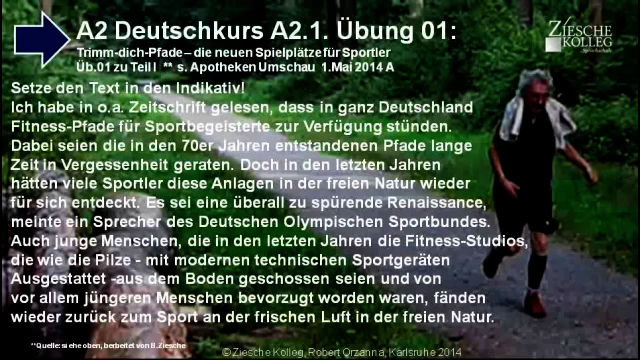 A2 Deutschkurs A2.1. Übung 01:
ZIESCHE
KOLLEG
Trimm-dich-Pfade – die neuen Spielplätze für Sportler
Üb.01 zu Teil I ** s. Apotheken Umschau 1.Mai 2014 A
Setze den Text in den Indikativ!
Ich habe in o.a. Zeitschrift gelesen, dass in ganz Deutschland
Fitness-Pfade für Sportbegeisterte zur Verfügung stünden.
Dabei seien die in den 70er Jahren entstandenen Pfade lange
Zeit in Vergessenheit geraten. Doch in den letzten Jahren
hätten viele Sportler diese Anlagen in der freien Natur wieder
für sich entdeckt. Es sei eine überall zu spürende Renaissance,
meinte ein Sprecher des Deutschen Olympischen Sportbundes.
Auch junge Menschen, die in den letzten Jahren die Fitness-Studios,
die wie die Pilze - mit modernen technischen Sportgeräten
Ausgestattet -aus dem Boden geschossen seien und von
vor allem jüngeren Menschen bevorzugt worden waren, fänden
wieder zurück zum Sport an der frischen Luft in der freien Natur.
**Quelle: siehe oben, berbeitet von B.Ziesche
©Ziesche Kolleg, Robert Orzanna, Karlsruhe 2014